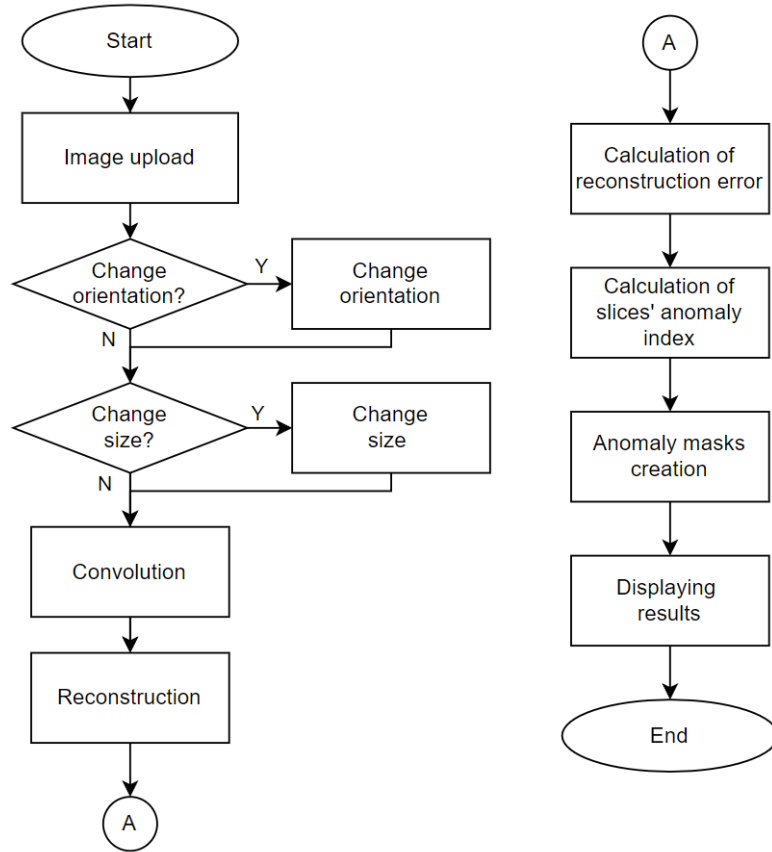 Start
Image upload
Change
orientation?
Y
Change
orientation
N
Change
size?
Y
Change
size
N
Convolution
Reconstruction
A
A
Calculation of
reconstruction error
Calculation of
slices' anomaly
index
Anomaly masks
creation
Displaying
results
End